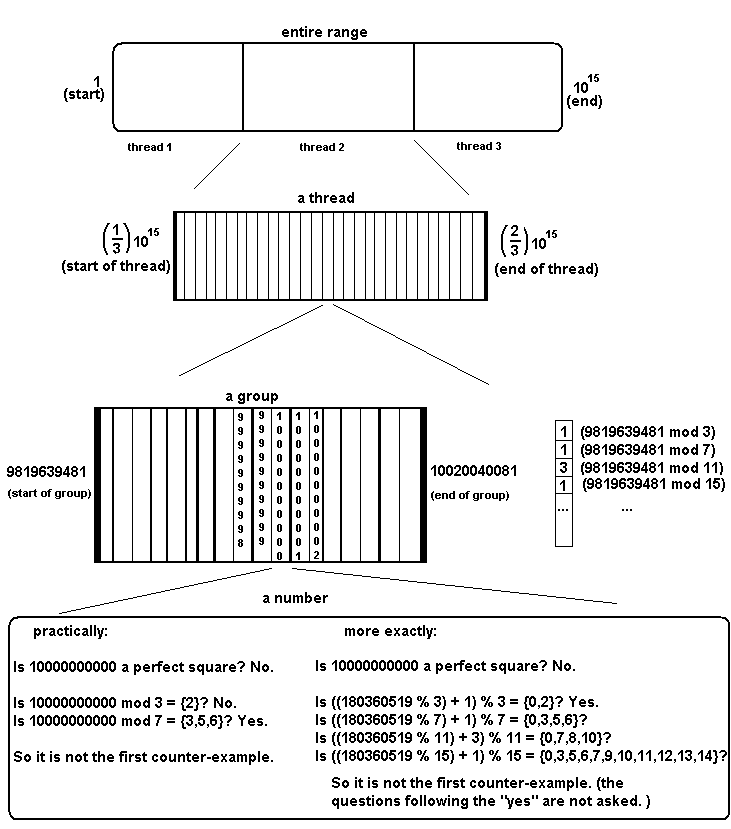 entire range
1
(start)
10^15
(end)
thread 1
thread 2
thread 3
a thread
(1/3)10^15
(start of thread)
(2/3)10^15
(end of thread)
a group
9819639481
(start of group)
9999999998
9999999999
10000000000
10000000001
10000000002
10020040081
(end of group)
1 (9819639481 mod 3)
1 (9819639481 mod 7)
3 (9819639481 mod 11)
1 (9819639481 mod 15)
... ...
a number
practically:
Is 10000000000 a perfect square? No.
Is 10000000000 mod 3 = {2}? No.
Is 10000000000 mod 7 = {3,5,6}? Yes.
So it is not the first counter-example.
more exactly:
Is 10000000000 a perfect square? No.
Is ((180360519 % 3) + 1) % 3 = {0,2}? Yes.
Is ((180360519 % 7) + 1) % 7 = {0,3,5,6}?
Is ((180360519 % 11) + 3) % 11 = {0,7,8,10}?
Is ((180360519 % 15) + 1) % 15 = {0,3,5,6,7,9,10,11,12,13,14}?
So it is not the first counter-example. (the
questions following the "yes" are not asked. )